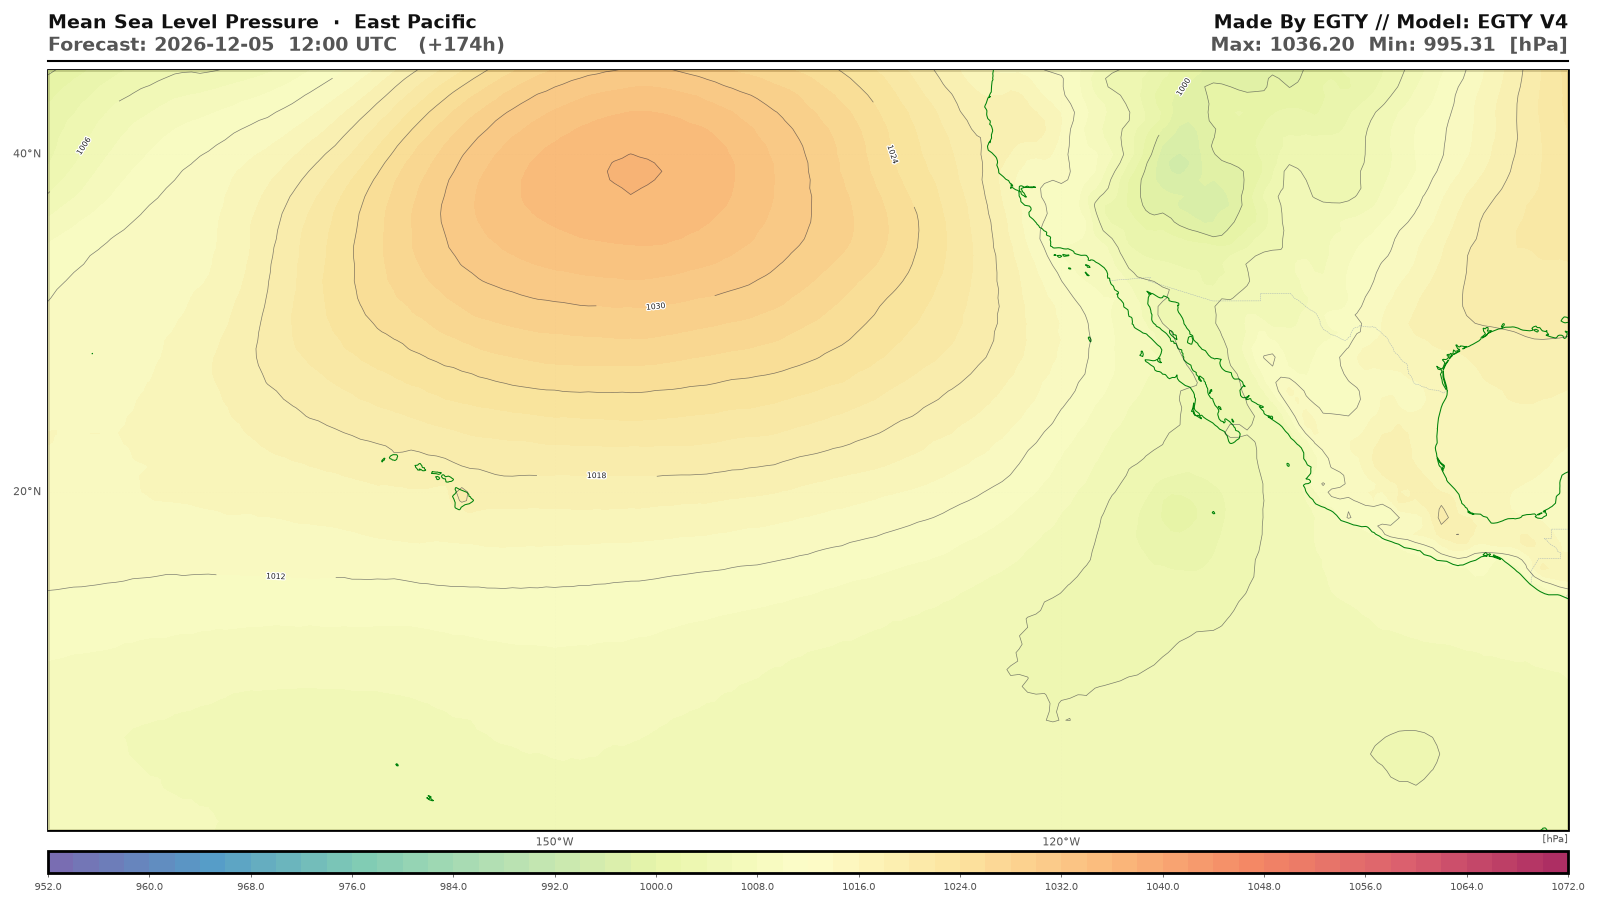 Mean Sea Level Pressure · East Pacific
Made By EGTY // Model: EGTY V4
Forecast: 2026-12-05 12:00 UTC (+174h)
Max: 1036.20 Min: 995.31 [hPa]
1000
1006
1024
40°N
1030
1018
20°N
1012
150°W
120°W
[hPa]
952.0
960.0
968.0
976.0
984.0
992.0
1000.0
1008.0
1016.0
1024.0
1032.0
1040.0
1048.0
1056.0
1064.0
1072.0